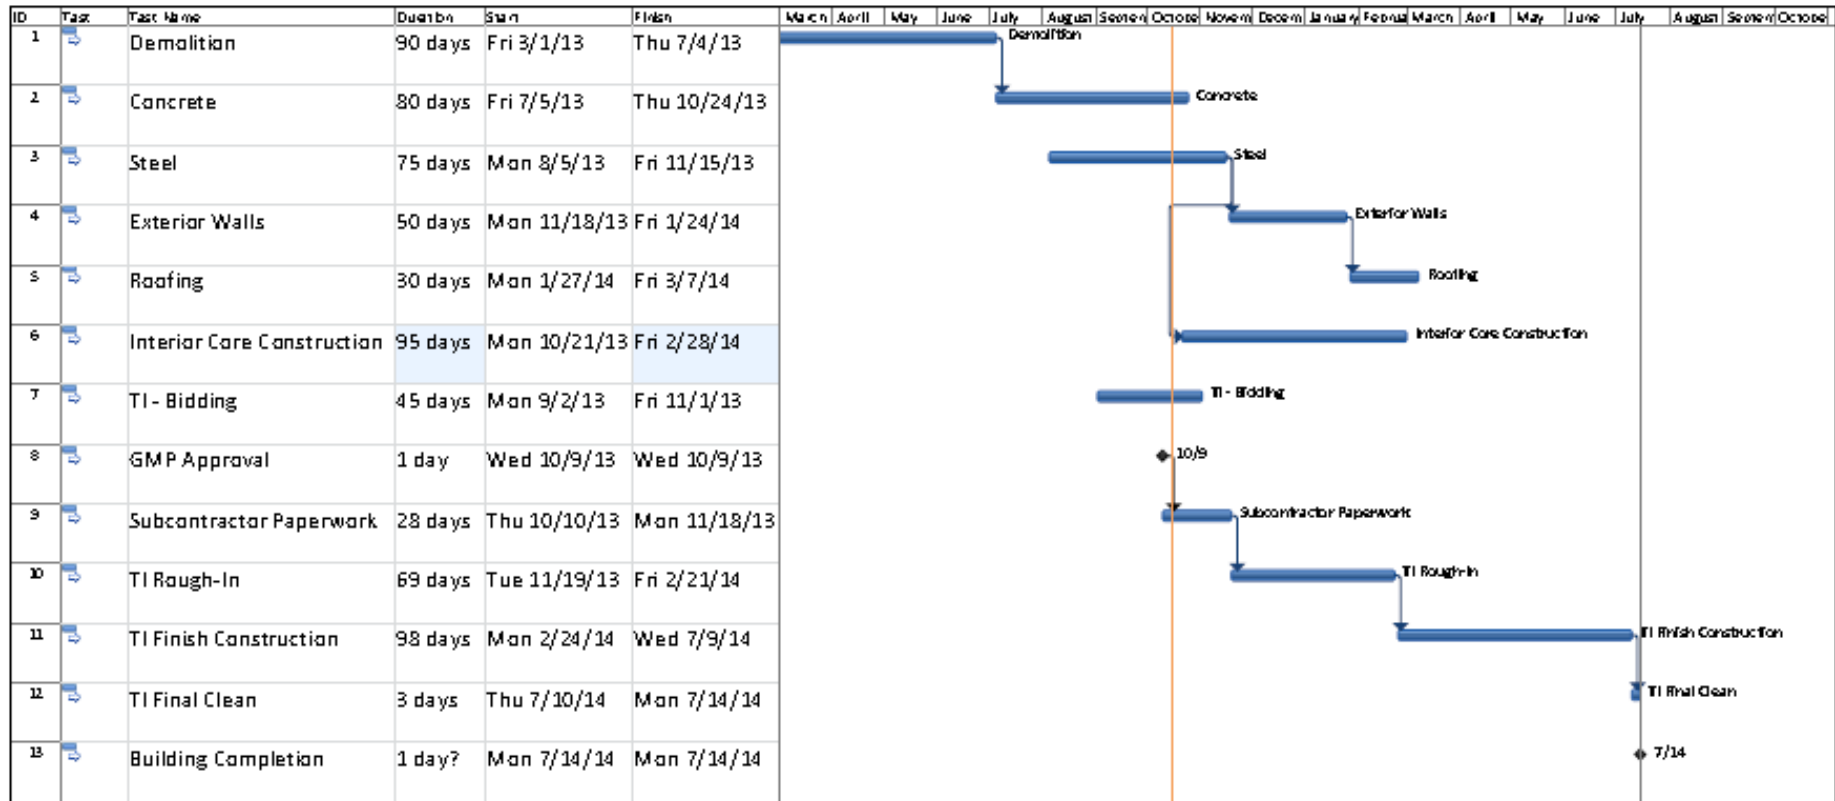 ID Task Task Name Duration Start Finish March April May June July August Septem Octobe Novem Decem January Februa March April May June July August Septem Octobe
1 Demolition 90 days Fri 3/1/13 Thu 7/4/13 Demolition
2 Concrete 80 days Fri 7/5/13 Thu 10/24/13 Concrete
3 Steel 75 days Mon 8/5/13 Fri 11/15/13 Steel
4 Exterior Walls 50 days Mon 11/18/13 Fri 1/24/14 Exterior Walls
5 Roofing 30 days Mon 1/27/14 Fri 3/7/14 Roofing
6 Interior Core Construction 95 days Mon 10/21/13 Fri 2/28/14 Interior Core Construction
7 TI - Bidding 45 days Mon 9/2/13 Fri 11/1/13 TI - Bidding
8 GMP Approval 1 day Wed 10/9/13 Wed 10/9/13 10/9
9 Subcontractor Paperwork 28 days Thu 10/10/13 Mon 11/18/13 Subcontractor Paperwork
10 TI Rough-In 69 days Tue 11/19/13 Fri 2/21/14 TI Rough-In
11 TI Finish Construction 98 days Mon 2/24/14 Wed 7/9/14 TI Finish Construction
12 TI Final Clean 3 days Thu 7/10/14 Mon 7/14/14 TI Final Clean
13 Building Completion 1 day? Mon 7/14/14 Mon 7/14/14 7/14